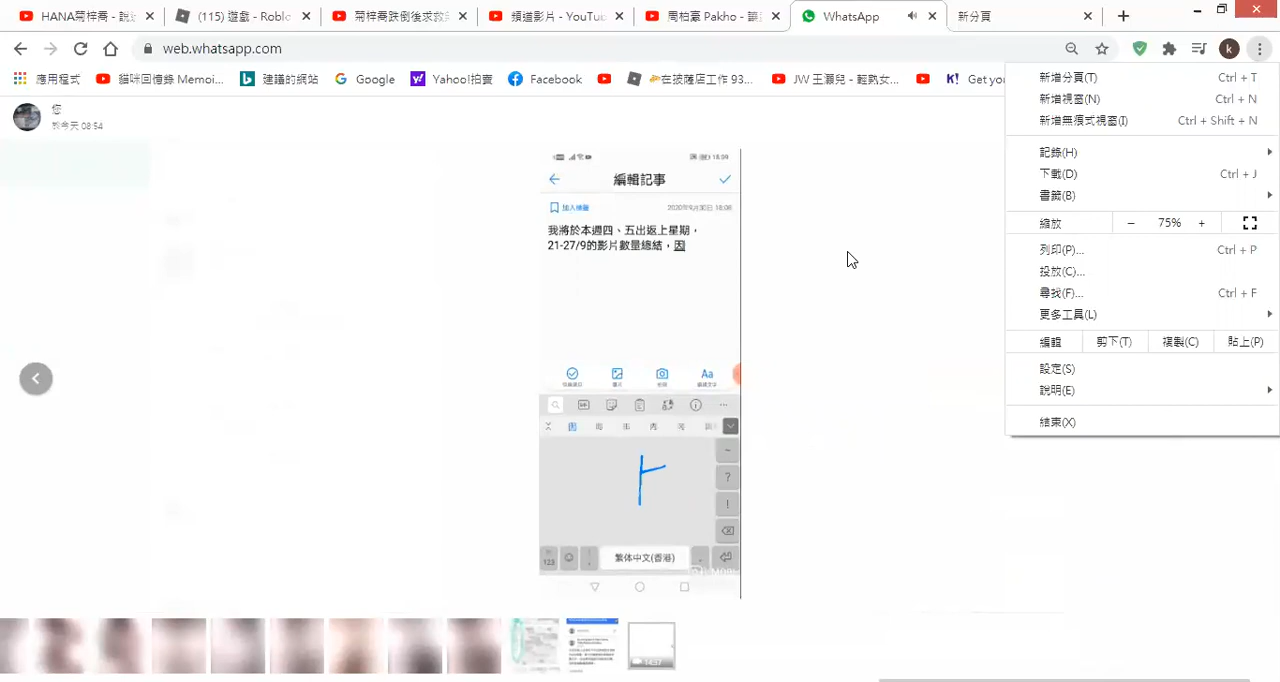 HANA菊梓喬 - 說
(115) 遊戲 - Roblo
菊梓喬跌倒後求救
頻道影片 - YouTu
周柏豪 Pakho -
WhatsApp
新分頁
web.whatsapp.com
應用程式
貓咪回憶錄 Memoi...
建議的網站
Google
Yahoo!拍賣
Facebook
在披薩店工作 93...
JW 王灝兒 - 輕熟女...
Get you
k
您
於今天 08:54
新增分頁(T) Ctrl + T
新增視窗(N) Ctrl + N
新增無痕式視窗(I) Ctrl + Shift + N
記錄(H)
下載(D) Ctrl + J
書籤(B)
縮放 − 75% +
列印(P)... Ctrl + P
投放(C)...
尋找(F)... Ctrl + F
更多工具(L)
編輯 剪下(T) 複製(C) 貼上(P)
設定(S)
說明(E)
結束(X)
18:09
編輯記事
加入標籤
2020年9月30日 18:08
我將於本週四、五出返上星期，
21-27/9的影片數量總結，因
Aa
?
!
123
繁体中文(香港)
14:37